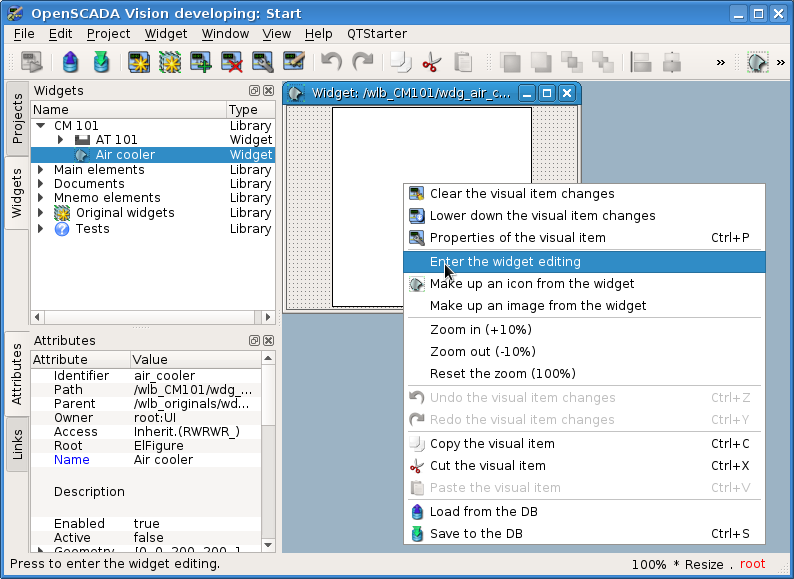 OpenSCADA Vision developing: Start
File Edit Project Widget Window View Help QTStarter
» »
Projects
Widgets
Attributes
Links
Widgets
Name Type
CM 101 Library
AT 101 Widget
Air cooler Widget
Main elements Library
Documents Library
Mnemo elements Library
Original widgets Library
Tests Library
Attributes
Attribute Value
Identifier air_cooler
Path /wlb_CM101/wdg_...
Parent /wlb_originals/wd...
Owner root:UI
Access Inherit.(RWRWR_)
Root ElFigure
Name Air cooler
Description
Enabled true
Active false
Geometry [0, 0, 200, 200, 1
Widget: /wlb_CM101/wdg_air_c...
Clear the visual item changes
Lower down the visual item changes
Properties of the visual item Ctrl+P
Enter the widget editing
Make up an icon from the widget
Make up an image from the widget
Zoom in (+10%)
Zoom out (-10%)
Reset the zoom (100%)
Undo the visual item changes Ctrl+Z
Redo the visual item changes Ctrl+Y
Copy the visual item Ctrl+C
Cut the visual item Ctrl+X
Paste the visual item Ctrl+V
Load from the DB
Save to the DB Ctrl+S
Press to enter the widget editing.
100% * Resize . root